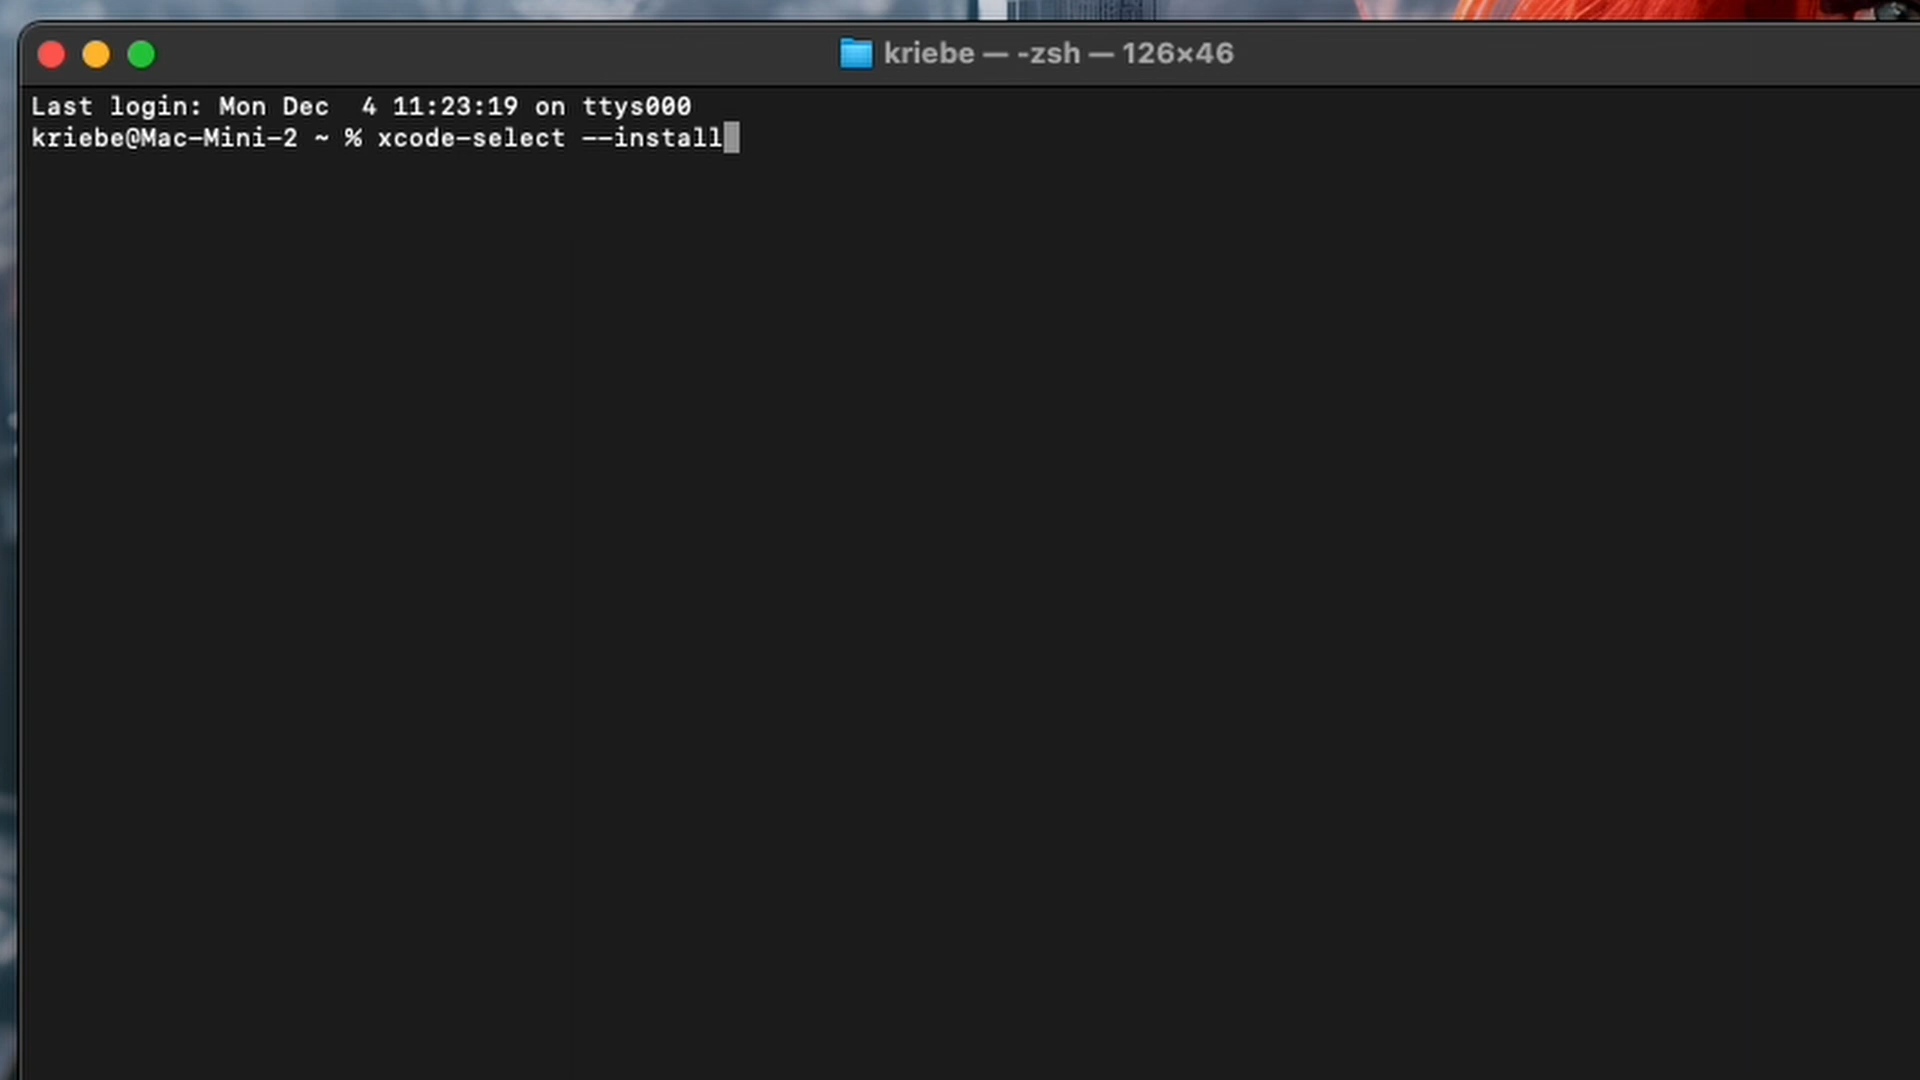 kriebe — -zsh — 126×46
Last login: Mon Dec  4 11:23:19 on ttys000
kriebe@Mac-Mini-2 ~ % xcode-select --install